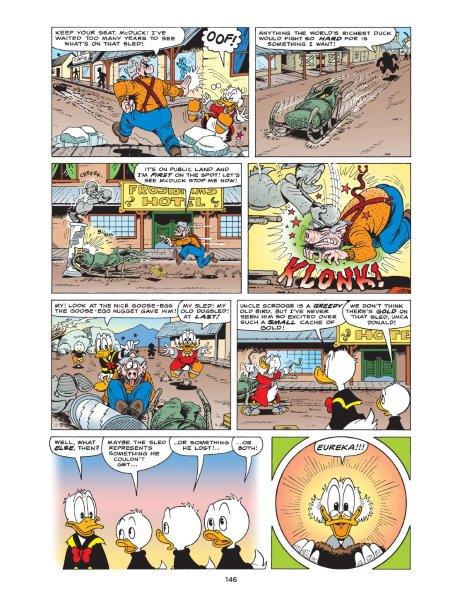 KEEP YOUR SEAT, McDUCK! I'VE
WAITED TOO MANY YEARS TO SEE
WHAT'S ON THAT SLED!
CAFE
OOF!
ANYTHING THE WORLD'S RICHEST DUCK
WOULD FIGHT SO HARD FOR IS
SOMETHING I WANT!
IT'S ON PUBLIC LAND AND
I'M FIRST ON THE SPOT! LET'S
SEE McDUCK STOP ME NOW!
CREEEK-
HOTEL
KLONK!
MY! LOOK AT THE NICE GOOSE-EGG
THE GOOSE-EGG NUGGET GAVE HIM!
MY SLED! MY
OLD DOGSLED!
AT LAST!
UNCLE SCROOGE IS A GREEDY
OLD BIRD, BUT I'VE NEVER
SEEN HIM SO EXCITED OVER
SUCH A SMALL CACHE OF
GOLD!
WE DON'T THINK
THERE'S GOLD ON
THAT SLED, UNCA
DONALD!
WELL, WHAT
ELSE, THEN?
MAYBE THE SLED
REPRESENTS
SOMETHING HE
COULDN'T
GET...
...OR SOMETHING
HE LOST!..
...OR
BOTH!
EUREKA!!!
146